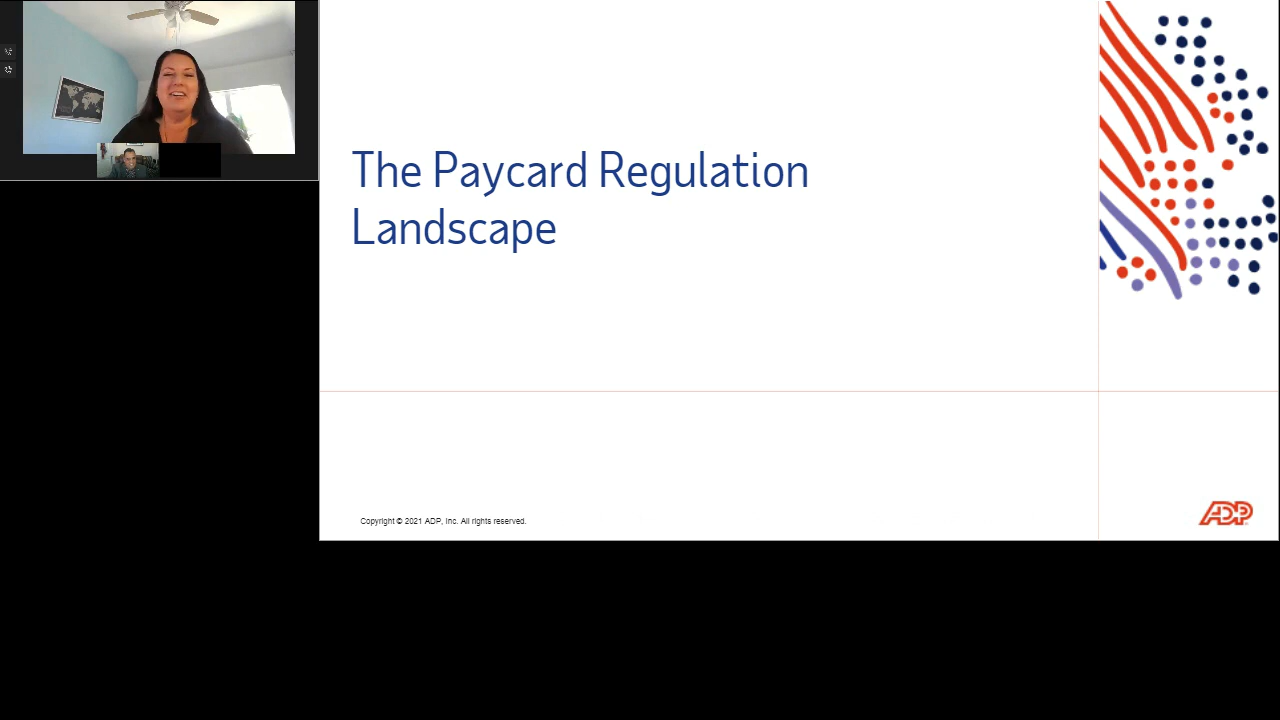 The Paycard Regulation
Landscape
Copyright © 2021 ADP, Inc. All rights reserved.
ADP